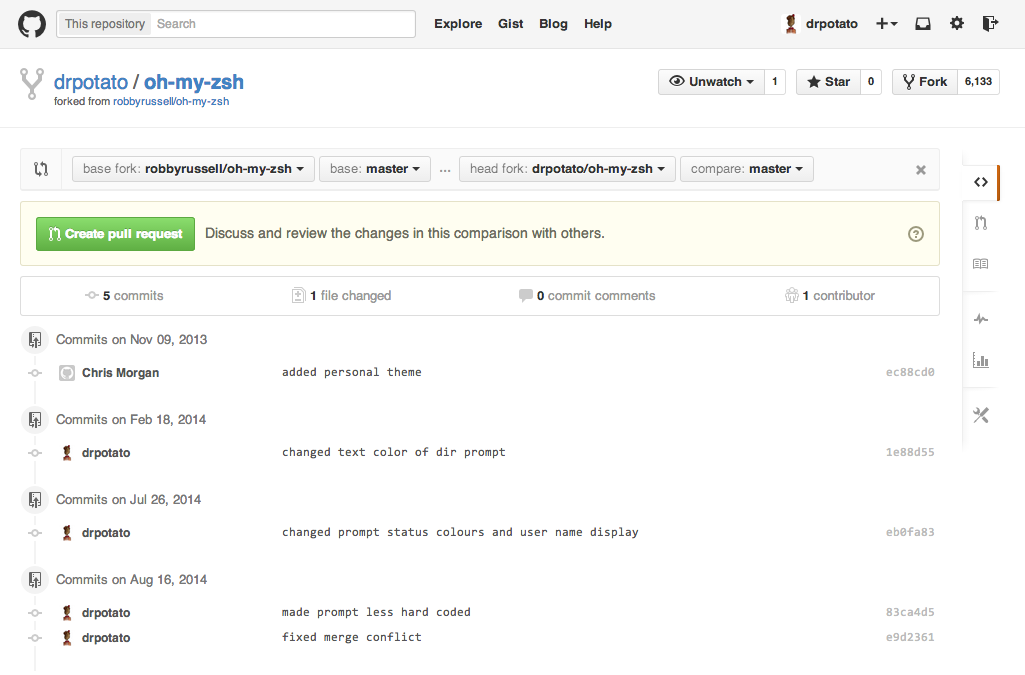 This repository Search Explore Gist Blog Help drpotato
drpotato / oh-my-zsh Unwatch 1 Star 0 Fork 6,133
forked from robbyrussell/oh-my-zsh
base fork: robbyrussell/oh-my-zsh base: master ... head fork: drpotato/oh-my-zsh compare: master
Create pull request Discuss and review the changes in this comparison with others.
5 commits 1 file changed 0 commit comments 1 contributor
Commits on Nov 09, 2013
Chris Morgan added personal theme ec88cd0
Commits on Feb 18, 2014
drpotato changed text color of dir prompt 1e88d55
Commits on Jul 26, 2014
drpotato changed prompt status colours and user name display eb0fa83
Commits on Aug 16, 2014
drpotato made prompt less hard coded 83ca4d5
drpotato fixed merge conflict e9d2361